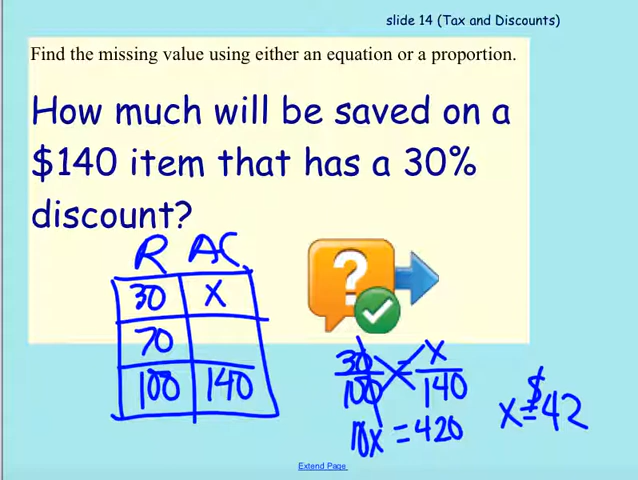 slide 14 (Tax and Discounts)
Find the missing value using either an equation or a proportion.
How much will be saved on a
$140 item that has a 30%
discount?
R AC
30 x
70
100 140
30/100 = x/140
10x = 420
x = $42
Extend Page